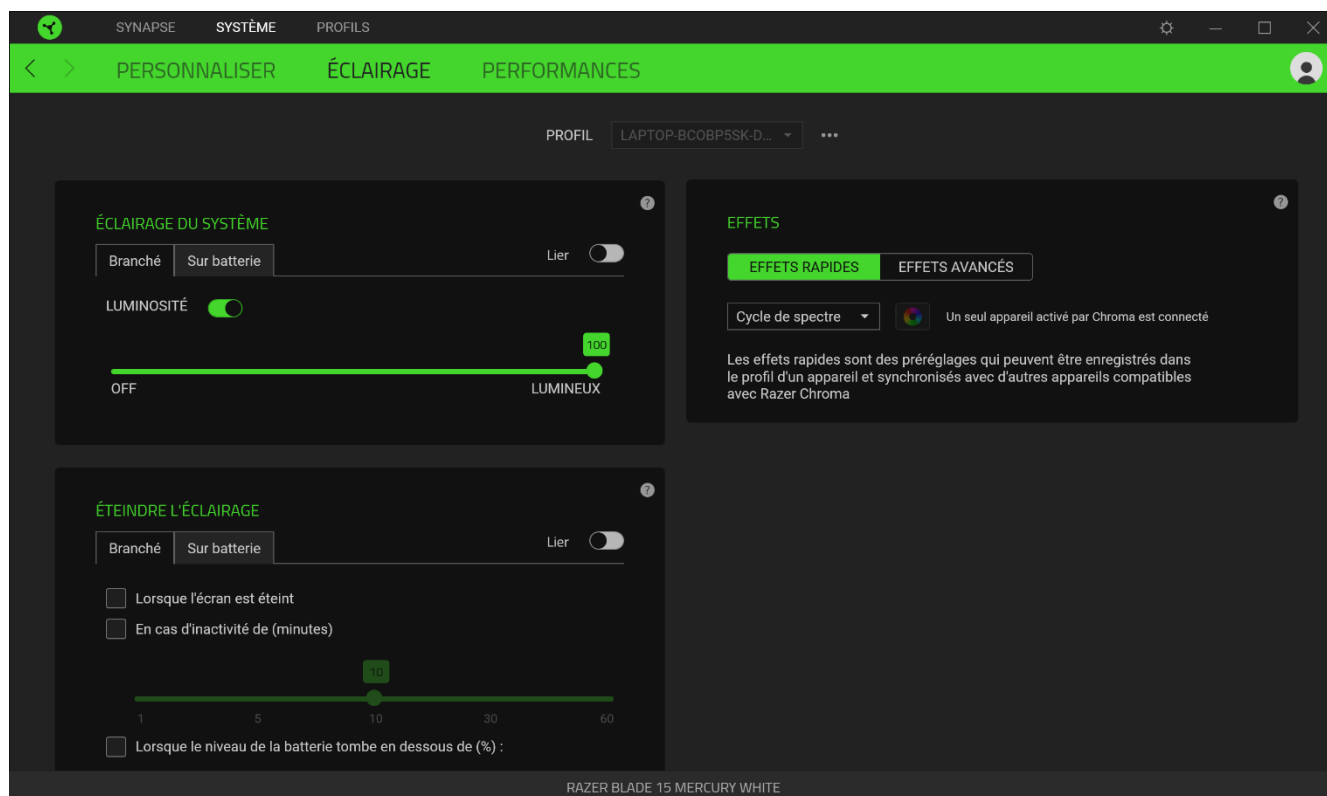 SYNAPSE SYSTÈME PROFILS
PERSONNALISER ÉCLAIRAGE PERFORMANCES
PROFIL LAPTOP-BCOBP5SK-D... •••
ÉCLAIRAGE DU SYSTÈME
?
Branché Sur batterie Lier
LUMINOSITÉ
100
OFF LUMINEUX
EFFETS
?
EFFETS RAPIDES EFFETS AVANCÉS
Cycle de spectre Un seul appareil activé par Chroma est connecté
Les effets rapides sont des préréglages qui peuvent être enregistrés dans
le profil d'un appareil et synchronisés avec d'autres appareils compatibles
avec Razer Chroma
ÉTEINDRE L'ÉCLAIRAGE
?
Branché Sur batterie Lier
Lorsque l'écran est éteint
En cas d'inactivité de (minutes)
10
1 5 10 30 60
Lorsque le niveau de la batterie tombe en dessous de (%) :
RAZER BLADE 15 MERCURY WHITE